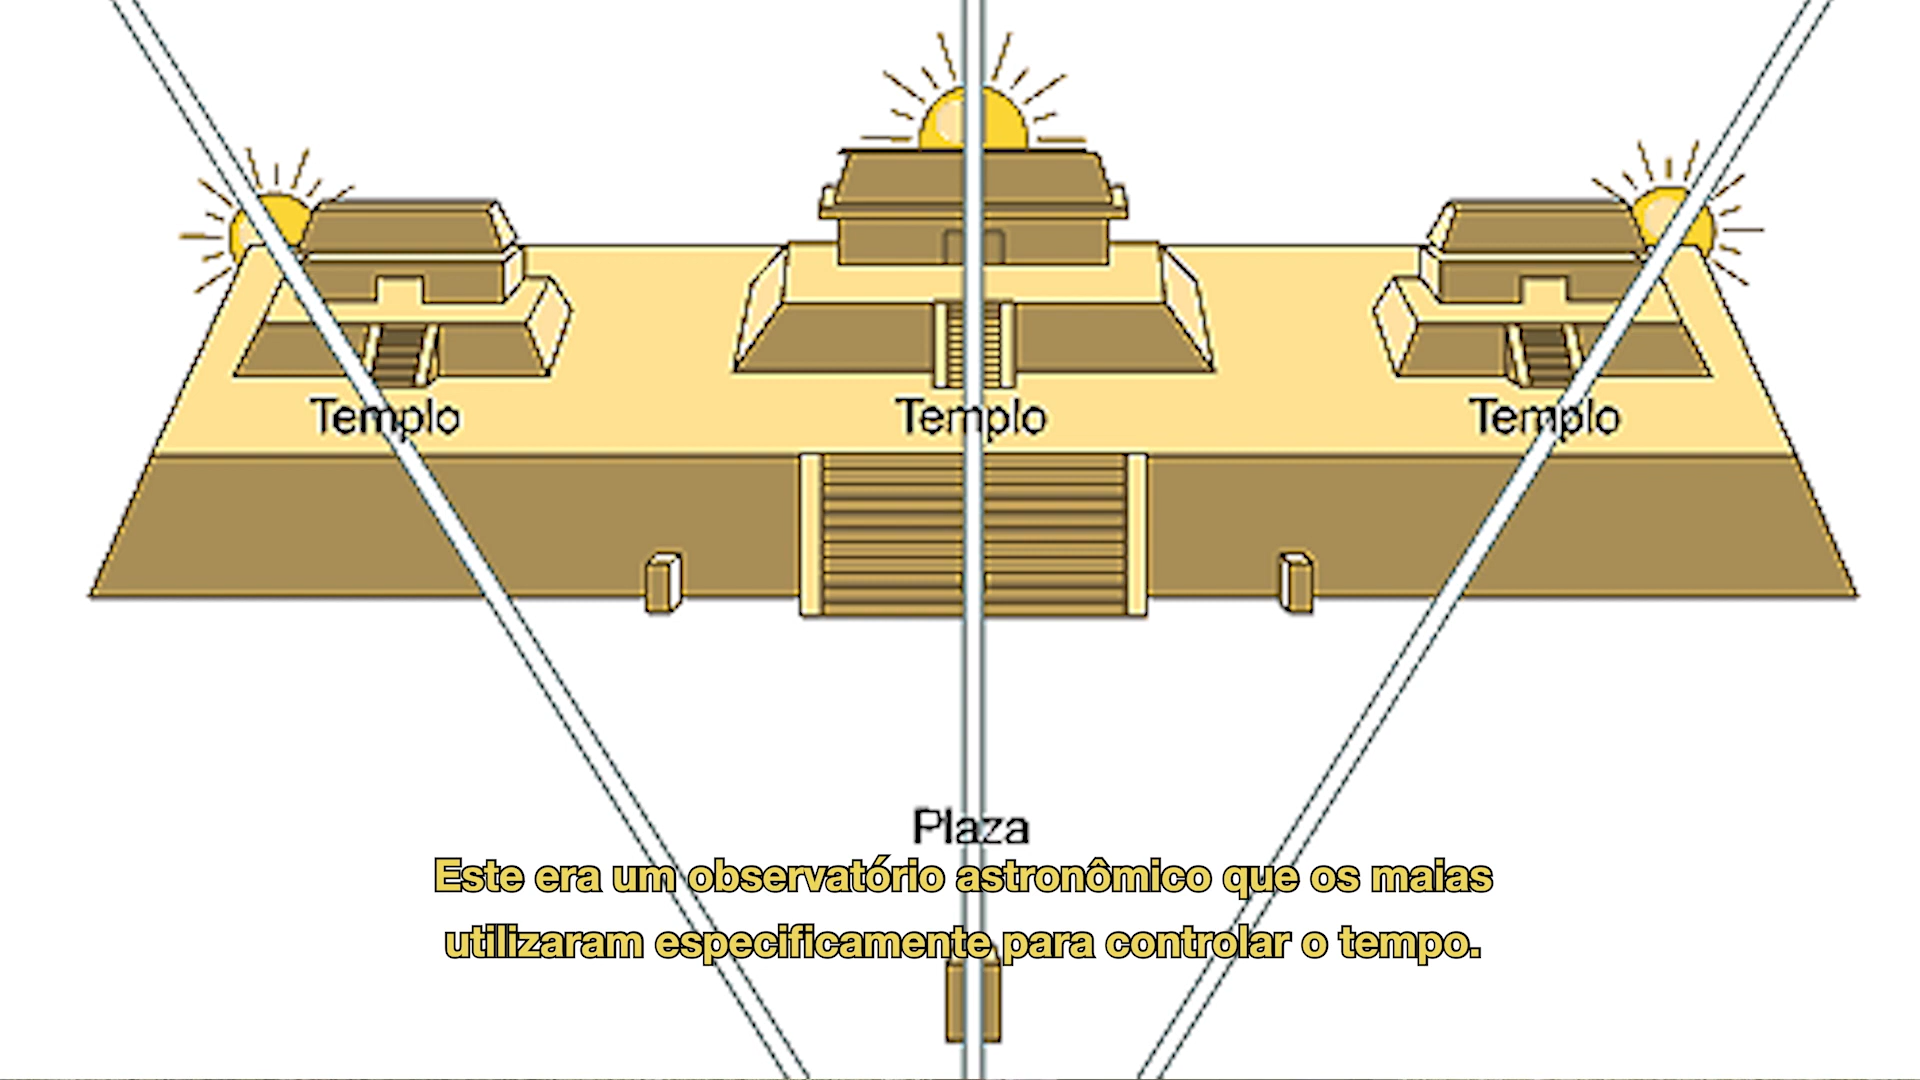 Templo
Templo
Templo
Plaza
Este era um observatório astronômico que os maias
utilizaram especificamente para controlar o tempo.